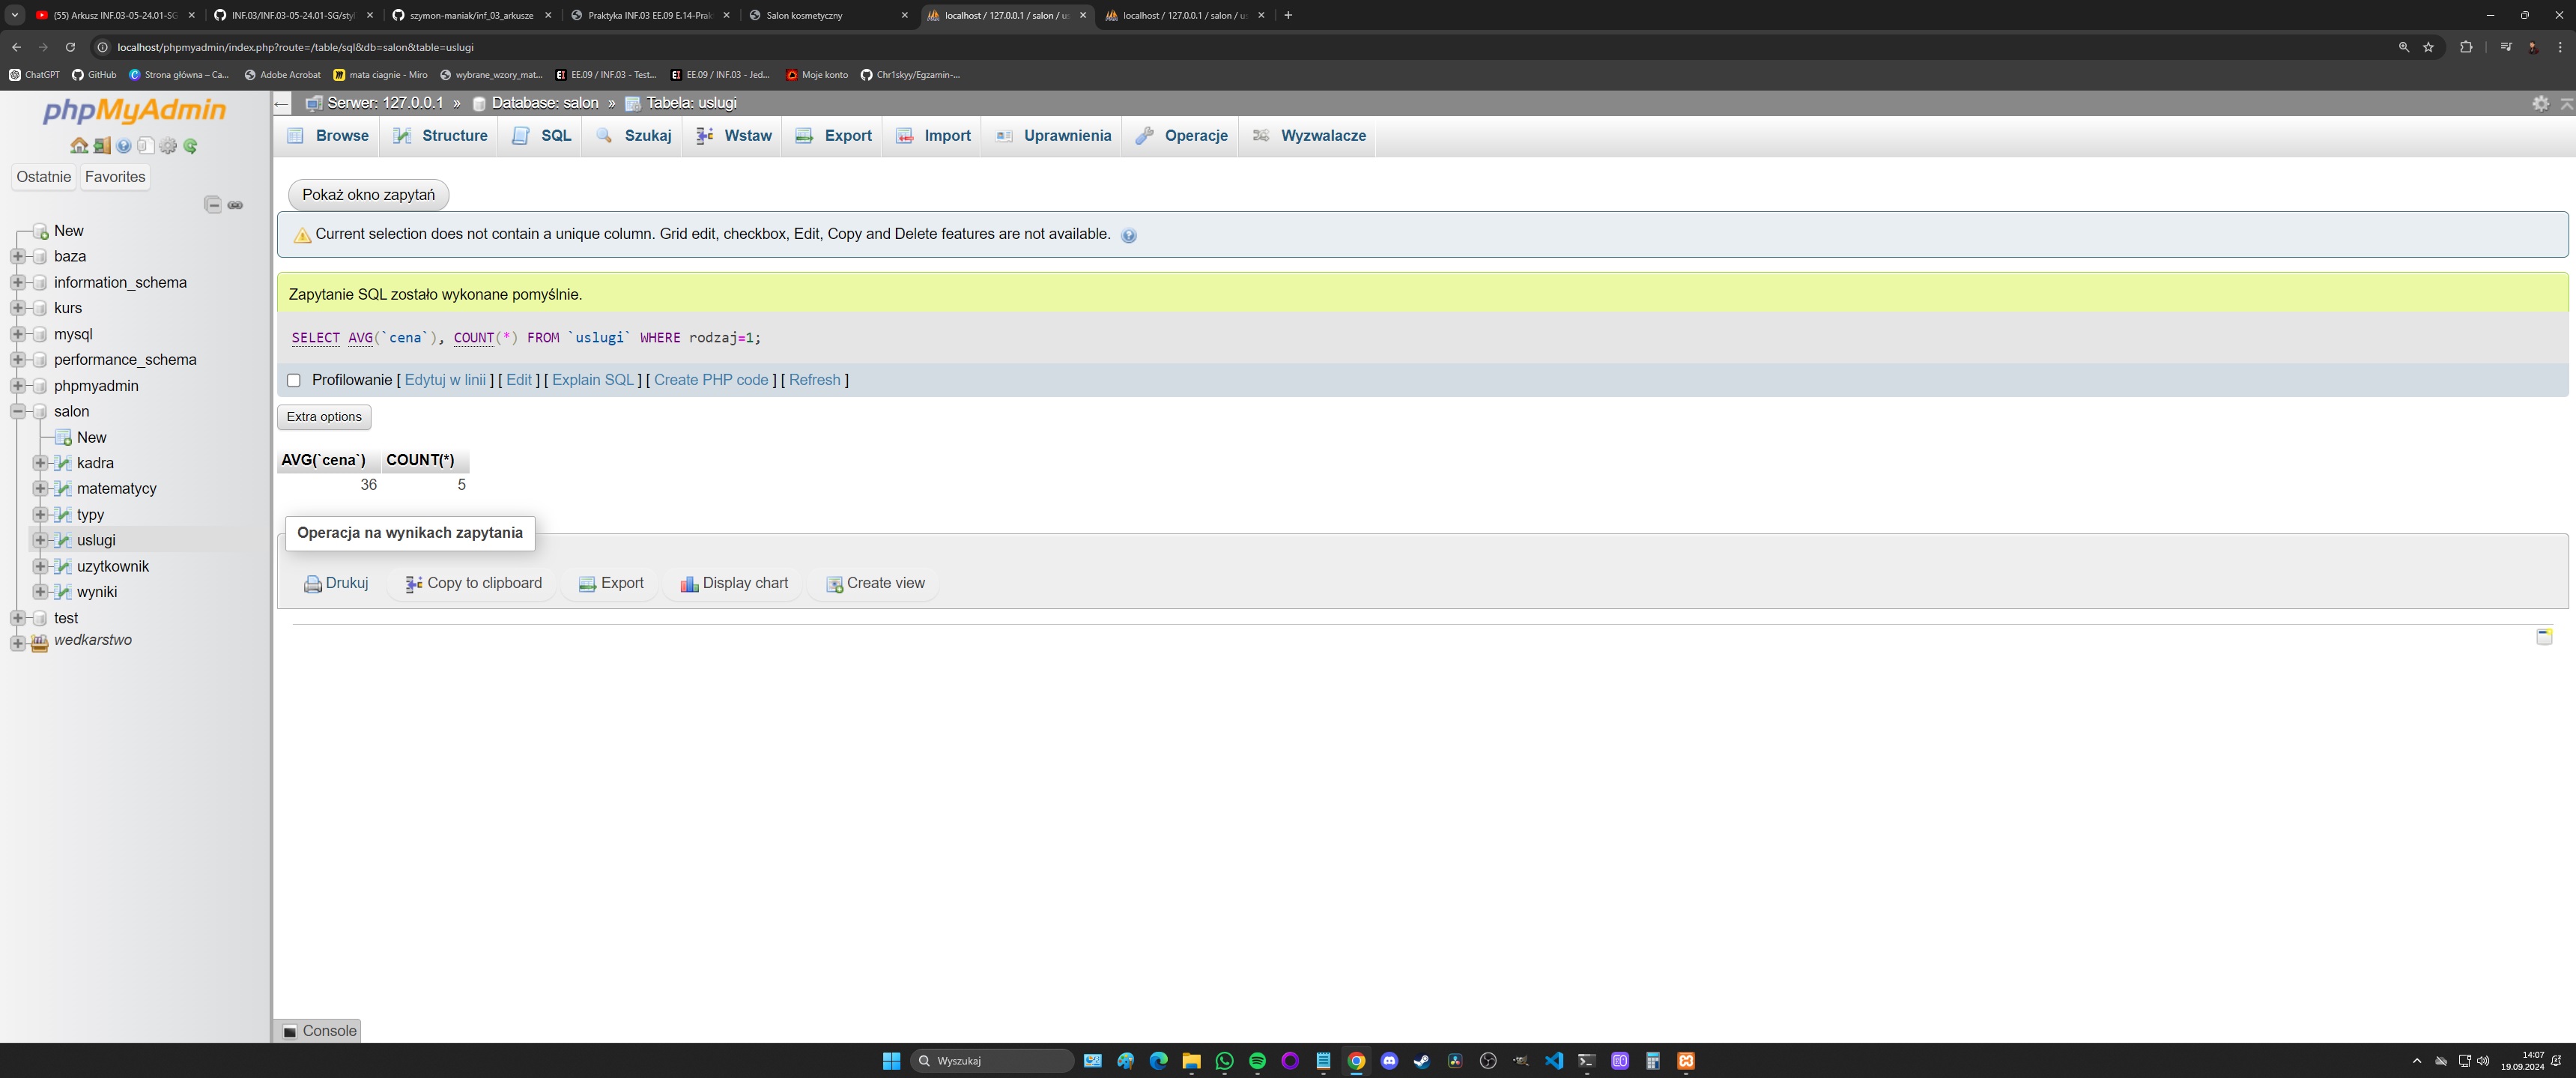 (55) Arkusz INF.03-05-24.01-SG
INF.03/INF.03-05-24.01-SG/styl
szymon-maniak/inf_03_arkusze
Praktyka INF.03 EE.09 E.14-Prak
Salon kosmetyczny
localhost / 127.0.0.1 / salon / us
localhost / 127.0.0.1 / salon / us
localhost/phpmyadmin/index.php?route=/table/sql&db=salon&table=uslugi
ChatGPT
GitHub
Strona główna – Ca...
Adobe Acrobat
mata ciagnie - Miro
wybrane_wzory_mat...
EE.09 / INF.03 - Test...
EE.09 / INF.03 - Jed...
Moje konto
Chr1skyy/Egzamin-...
phpMyAdmin
Ostatnie Favorites
New
baza
information_schema
kurs
mysql
performance_schema
phpmyadmin
salon
New
kadra
matematycy
typy
uslugi
uzytkownik
wyniki
test
wedkarstwo
Serwer: 127.0.0.1 » Database: salon » Tabela: uslugi
Browse Structure SQL Szukaj Wstaw Export Import Uprawnienia Operacje Wyzwalacze
Pokaż okno zapytań
Current selection does not contain a unique column. Grid edit, checkbox, Edit, Copy and Delete features are not available.
Zapytanie SQL zostało wykonane pomyślnie.
SELECT AVG(`cena`), COUNT(*) FROM `uslugi` WHERE rodzaj=1;
Profilowanie [ Edytuj w linii ] [ Edit ] [ Explain SQL ] [ Create PHP code ] [ Refresh ]
Extra options
AVG(`cena`) COUNT(*)
36 5
Operacja na wynikach zapytania
Drukuj Copy to clipboard Export Display chart Create view
Console
Wyszukaj
14:07
19.09.2024